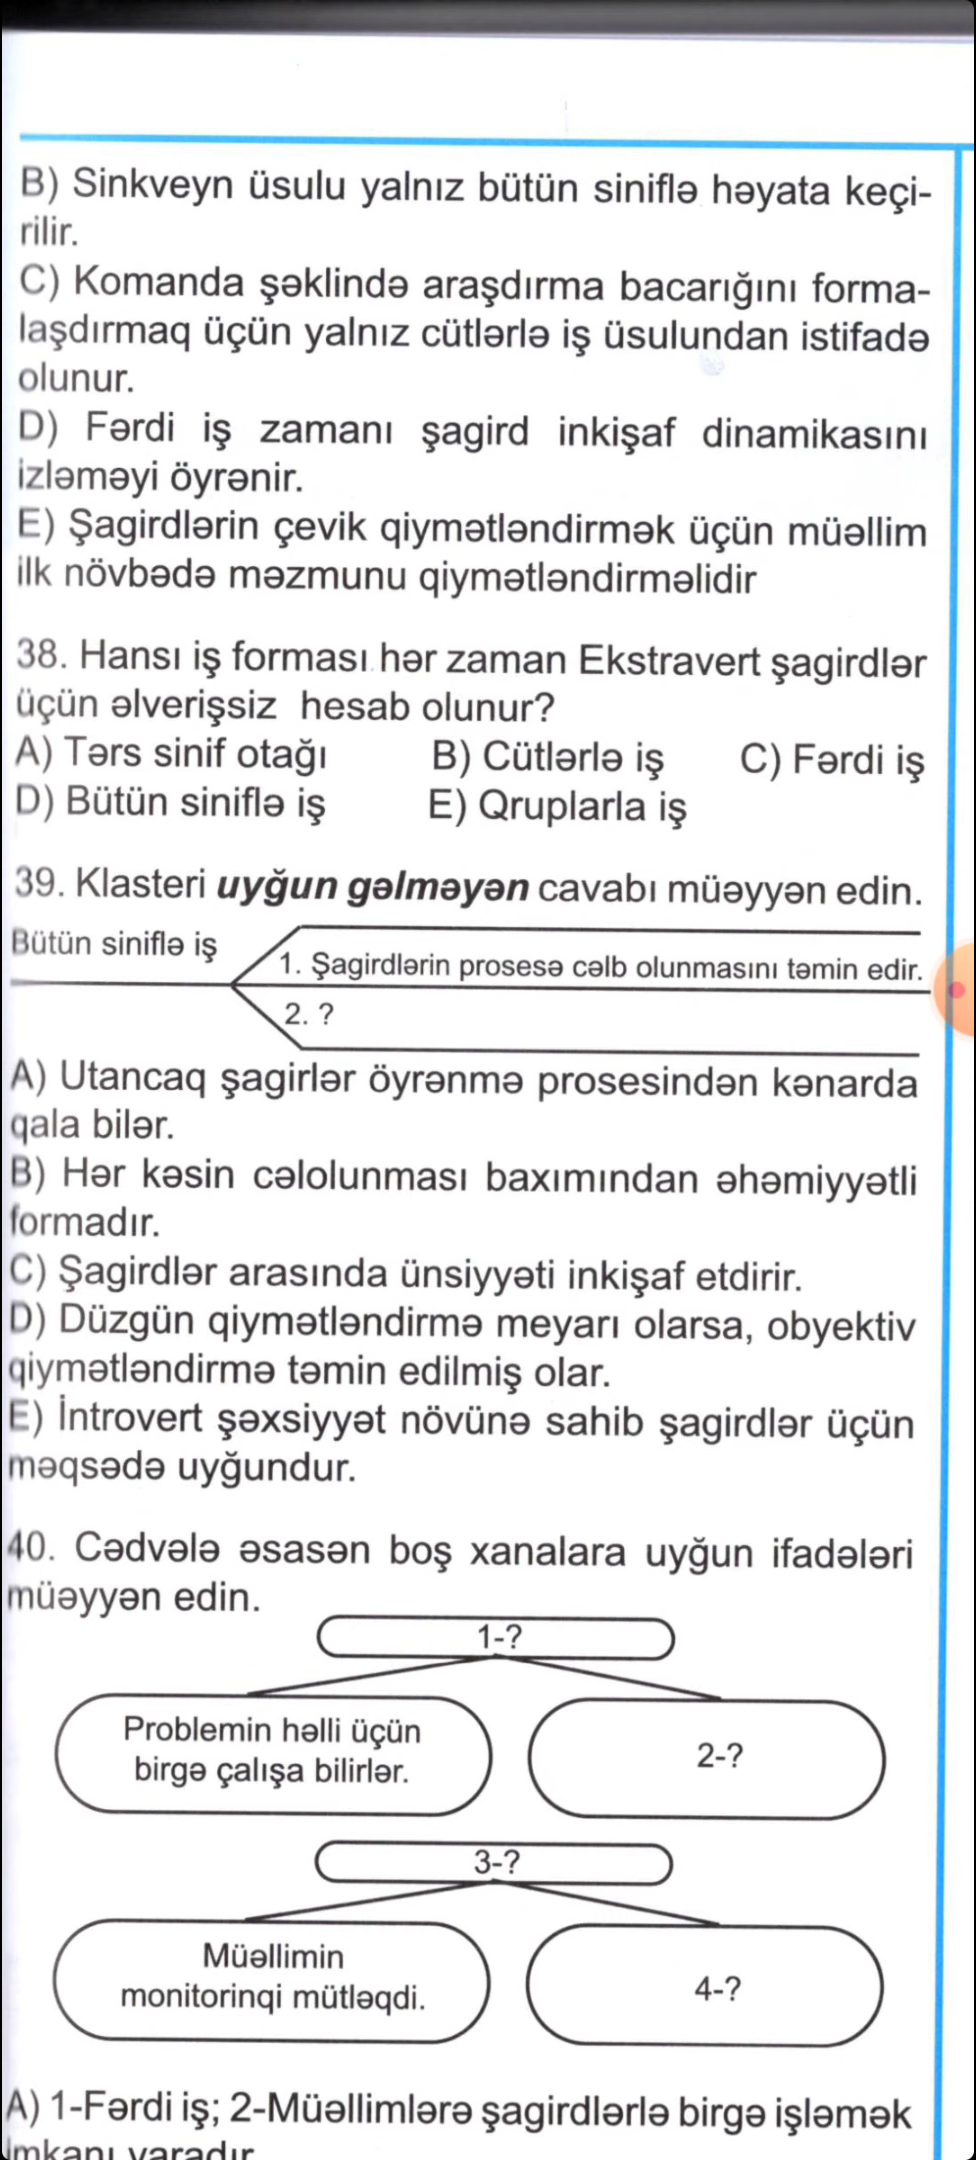 B) Sinkveyn üsulu yalnız bütün siniflə həyata keçi-
rilir.
C) Komanda şəklində araşdırma bacarığını forma-
laşdırmaq üçün yalnız cütlərlə iş üsulundan istifadə
olunur.
D) Fərdi iş zamanı şagird inkişaf dinamikasını
izləməyi öyrənir.
E) Şagirdlərin çevik qiymətləndirmək üçün müəllim
ilk növbədə məzmunu qiymətləndirməlidir
38. Hansı iş forması hər zaman Ekstravert şagirdlər
üçün əlverişsiz hesab olunur?
A) Tərs sinif otağı B) Cütlərlə iş C) Fərdi iş
D) Bütün siniflə iş E) Qruplarla iş
39. Klasteri uyğun gəlməyən cavabı müəyyən edin.
Bütün siniflə iş
1. Şagirdlərin prosesə cəlb olunmasını təmin edir.
2. ?
A) Utancaq şagirlər öyrənmə prosesindən kənarda
qala bilər.
B) Hər kəsin cəlolunması baxımından əhəmiyyətli
formadır.
C) Şagirdlər arasında ünsiyyəti inkişaf etdirir.
D) Düzgün qiymətləndirmə meyarı olarsa, obyektiv
qiymətləndirmə təmin edilmiş olar.
E) İntrovert şəxsiyyət növünə sahib şagirdlər üçün
məqsədə uyğundur.
40. Cədvələ əsasən boş xanalara uyğun ifadələri
müəyyən edin.
1-?
Problemin həlli üçün
birgə çalışa bilirlər.
2-?
3-?
Müəllimin
monitorinqi mütləqdi.
4-?
A) 1-Fərdi iş; 2-Müəllimlərə şagirdlərlə birgə işləmək
imkanı yaradır